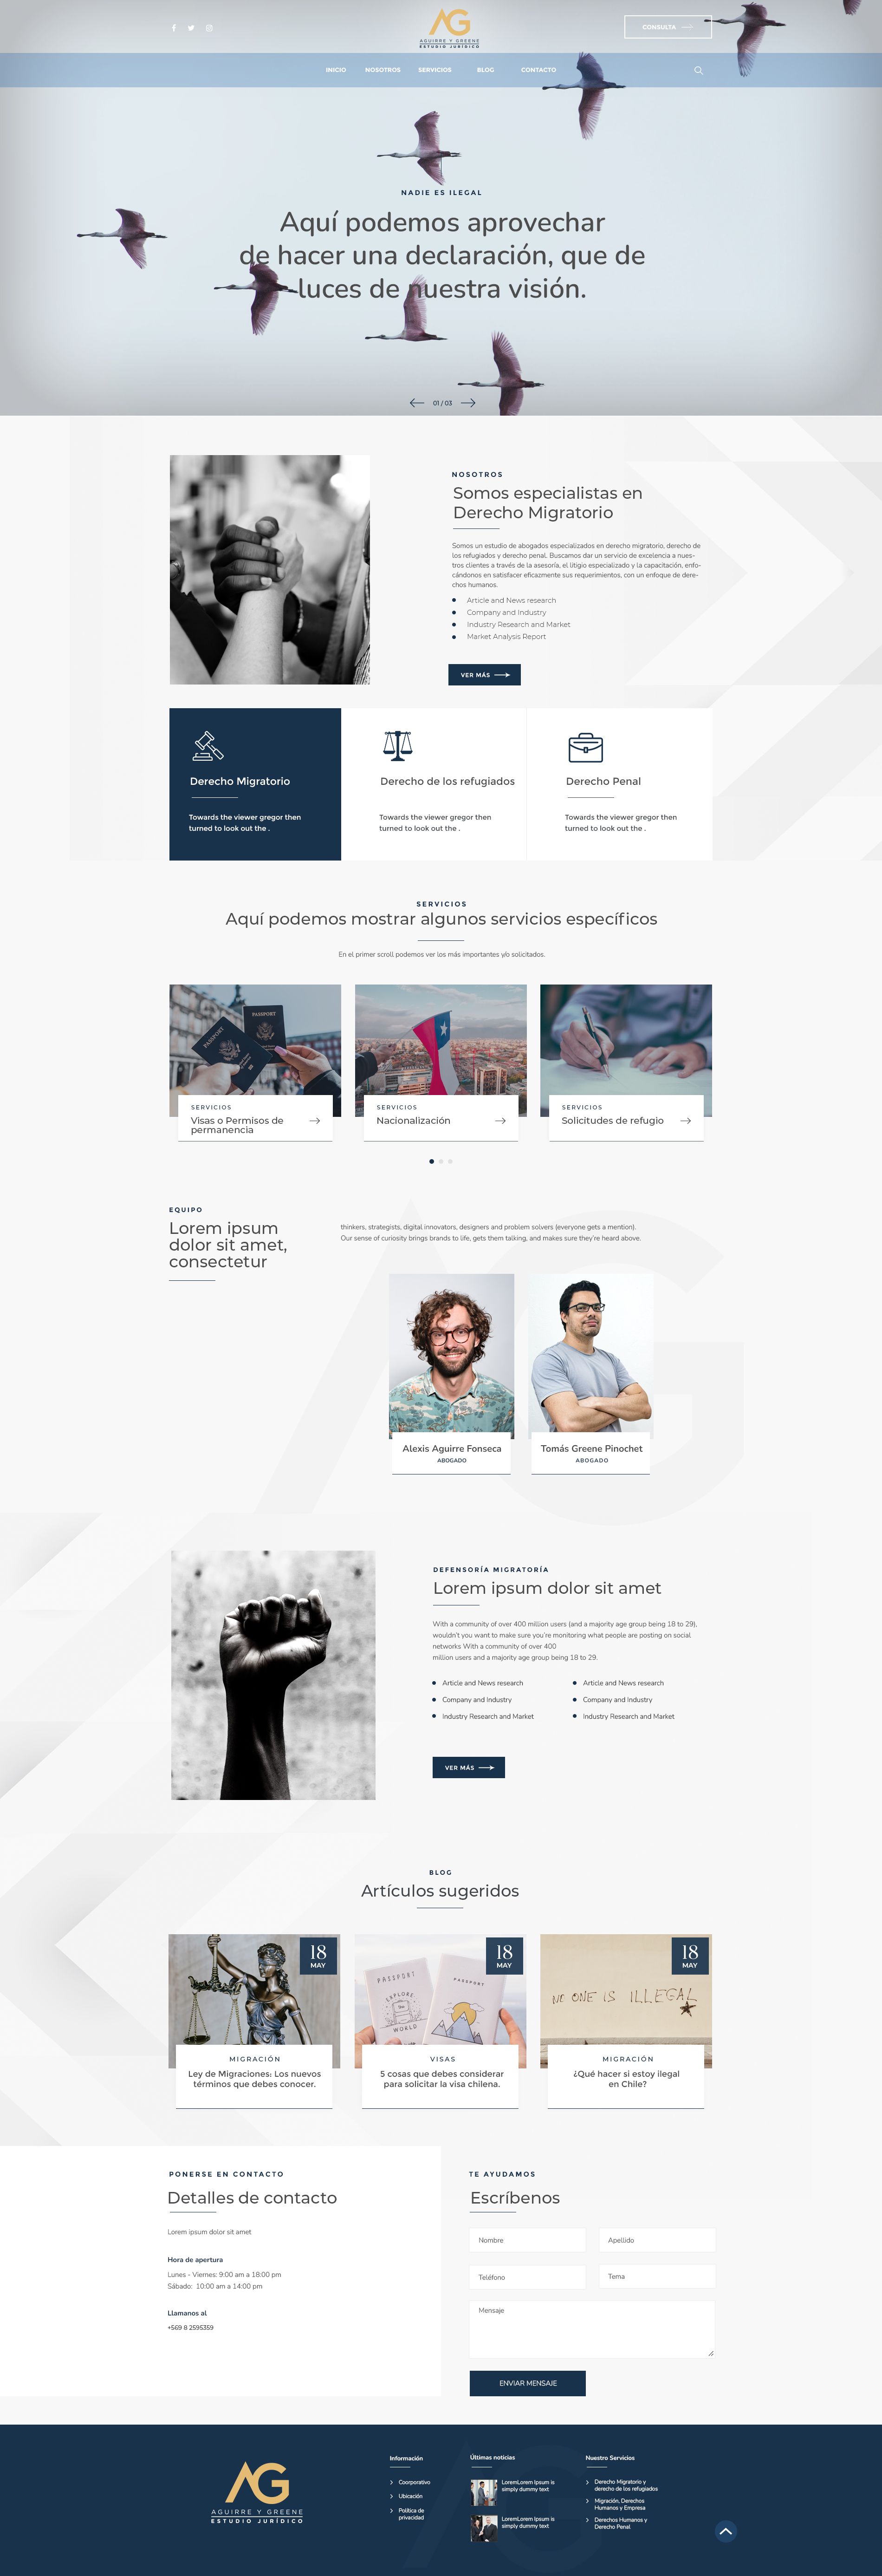 AG
AGUIRRE Y GREENE
ESTUDIO JURÍDICO
CONSULTA
INICIO NOSOTROS SERVICIOS BLOG CONTACTO
NADIE ES ILEGAL
Aquí podemos aprovechar
de hacer una declaración, que de
luces de nuestra visión.
01 / 03
NOSOTROS
Somos especialistas en
Derecho Migratorio
Somos un estudio de abogados especializados en derecho migratorio, derecho de
los refugiados y derecho penal. Buscamos dar un servicio de excelencia a nues-
tros clientes a través de la asesoría, el litigio especializado y la capacitación, enfo-
cándonos en satisfacer eficazmente sus requerimientos, con un enfoque de dere-
chos humanos.
Article and News research
Company and Industry
Industry Research and Market
Market Analysis Report
VER MÁS
Derecho Migratorio
Towards the viewer gregor then
turned to look out the .
Derecho de los refugiados
Towards the viewer gregor then
turned to look out the .
Derecho Penal
Towards the viewer gregor then
turned to look out the .
SERVICIOS
Aquí podemos mostrar algunos servicios específicos
En el primer scroll podemos ver los más importantes y/o solicitados.
PASSPORT
PASSPORT
SERVICIOS
Visas o Permisos de
permanencia
SERVICIOS
Nacionalización
SERVICIOS
Solicitudes de refugio
EQUIPO
Lorem ipsum
dolor sit amet,
consectetur
thinkers, strategists, digital innovators, designers and problem solvers (everyone gets a mention).
Our sense of curiosity brings brands to life, gets them talking, and makes sure they're heard above.
Alexis Aguirre Fonseca
ABOGADO
Tomás Greene Pinochet
ABOGADO
DEFENSORÍA MIGRATORÍA
Lorem ipsum dolor sit amet
With a community of over 400 million users (and a majority age group being 18 to 29),
wouldn't you want to make sure you're monitoring what people are posting on social
networks With a community of over 400
million users and a majority age group being 18 to 29.
Article and News research
Company and Industry
Industry Research and Market
Article and News research
Company and Industry
Industry Research and Market
VER MÁS
BLOG
Artículos sugeridos
18
MAY
MIGRACIÓN
Ley de Migraciones: Los nuevos
términos que debes conocer.
PASSPORT
EXPLORE
WORLD
PASSPORT
18
MAY
VISAS
5 cosas que debes considerar
para solicitar la visa chilena.
NO ONE IS ILLEGAL
18
MAY
MIGRACIÓN
¿Qué hacer si estoy ilegal
en Chile?
PONERSE EN CONTACTO
Detalles de contacto
Lorem ipsum dolor sit amet
Hora de apertura
Lunes - Viernes: 9:00 am a 18:00 pm
Sábado: 10:00 am a 14:00 pm
Llamanos al
+569 8 2595359
TE AYUDAMOS
Escríbenos
Nombre
Apellido
Teléfono
Tema
Mensaje
ENVIAR MENSAJE
AG
AGUIRRE Y GREENE
ESTUDIO JURÍDICO
Información
Coorporativo
Ubicación
Política de
privacidad
Últimas noticias
LoremLorem Ipsum is
simply dummy text
LoremLorem Ipsum is
simply dummy text
Nuestro Servicios
Derecho Migratorio y
derecho de los refugiados
Migración, Derechos
Humanos y Empresa
Derechos Humanos y
Derecho Penal